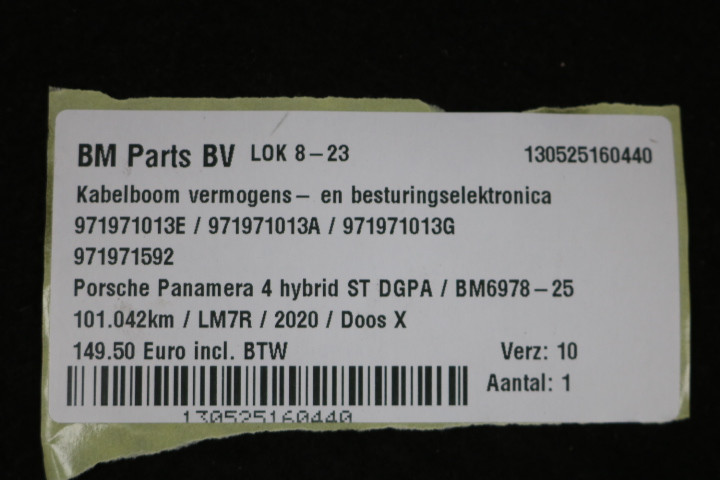 BM Parts BV LOK 8-23 130525160440
Kabelboom vermogens- en besturingselektronica
971971013E / 971971013A / 971971013G
971971592
Porsche Panamera 4 hybrid ST DGPA / BM6978-25
101.042km / LM7R / 2020 / Doos X
149.50 Euro incl. BTW Verz: 10
Aantal: 1
130525160440